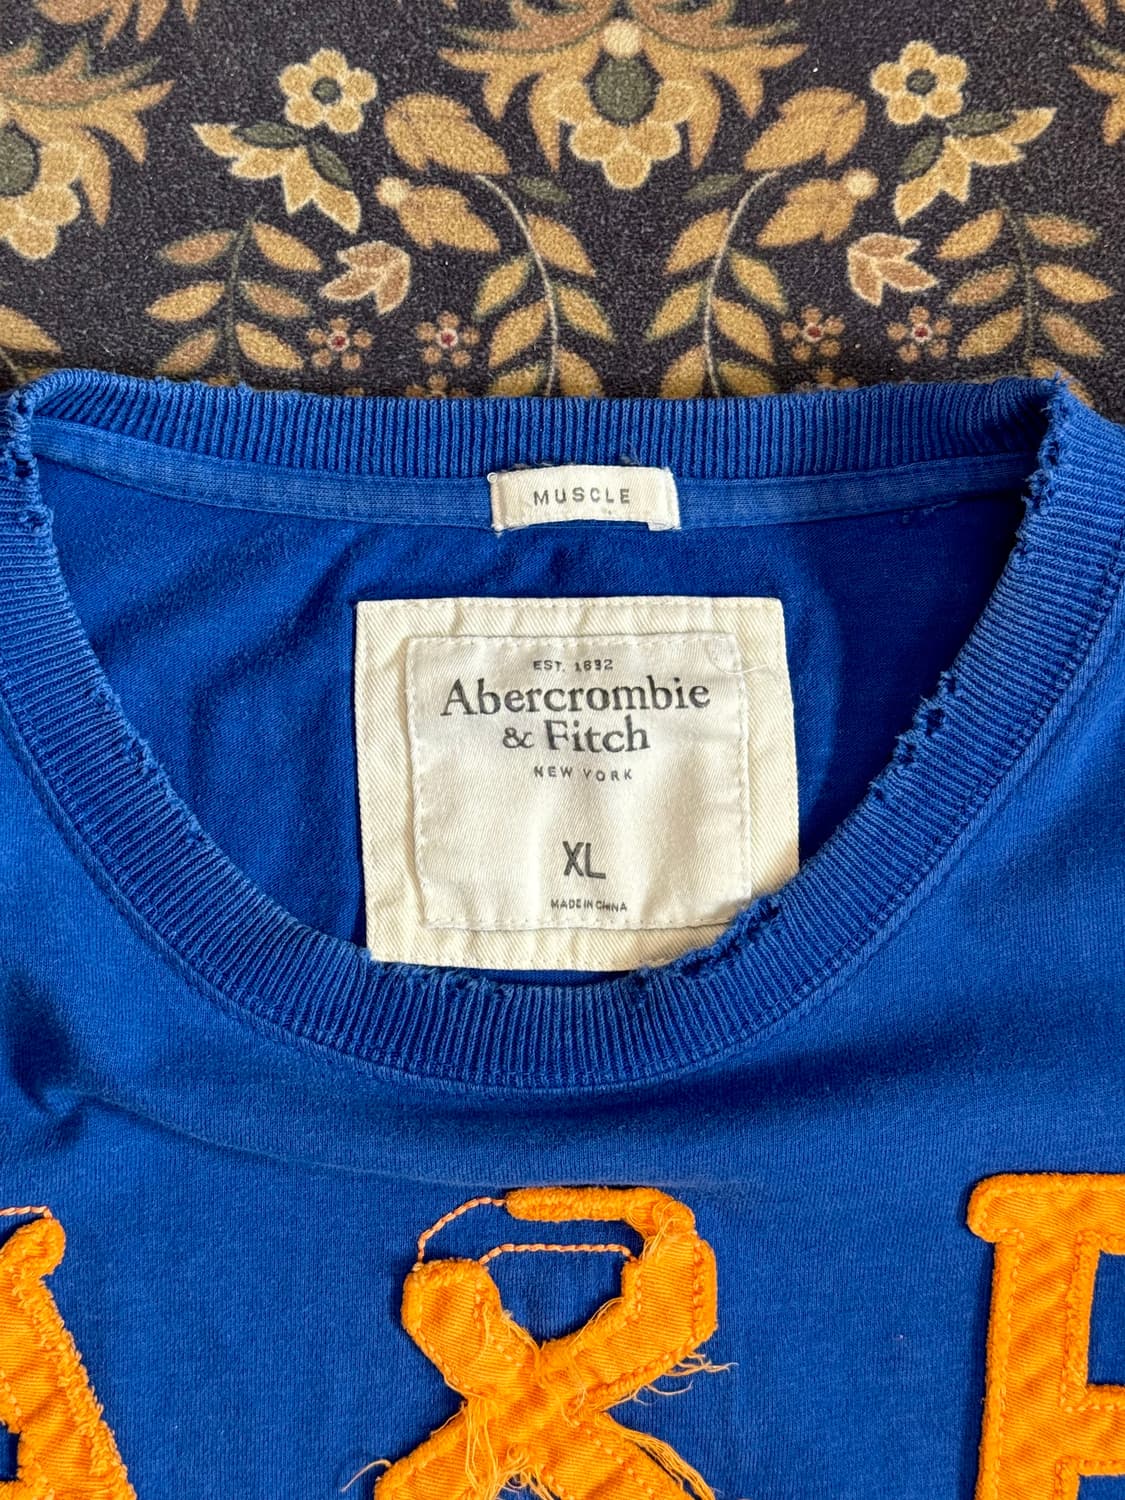 MUSCLE
EST. 1892
Abercrombie
& Fitch
NEW YORK
XL
MADE IN CHINA
A & F